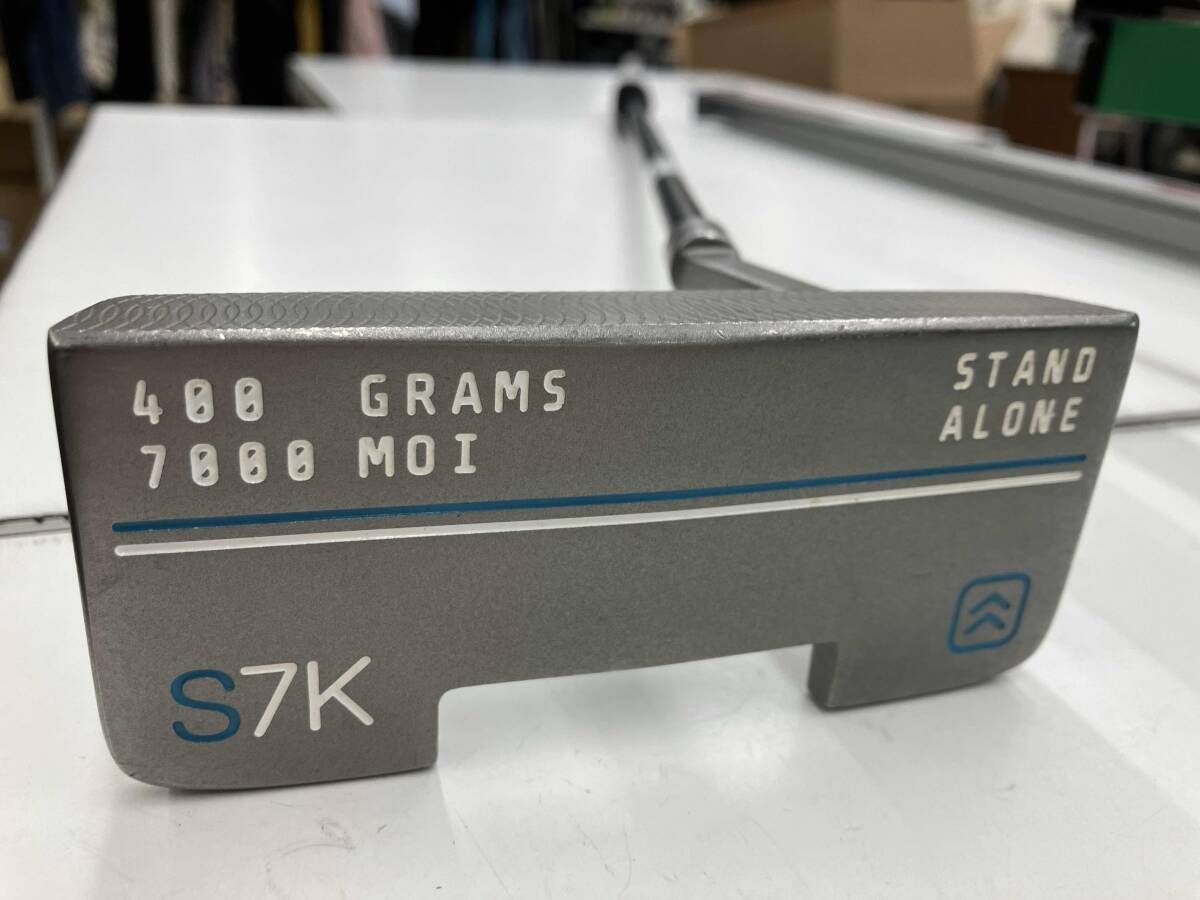 400 GRAMS
7000 MOI
STAND
ALONE
S7K